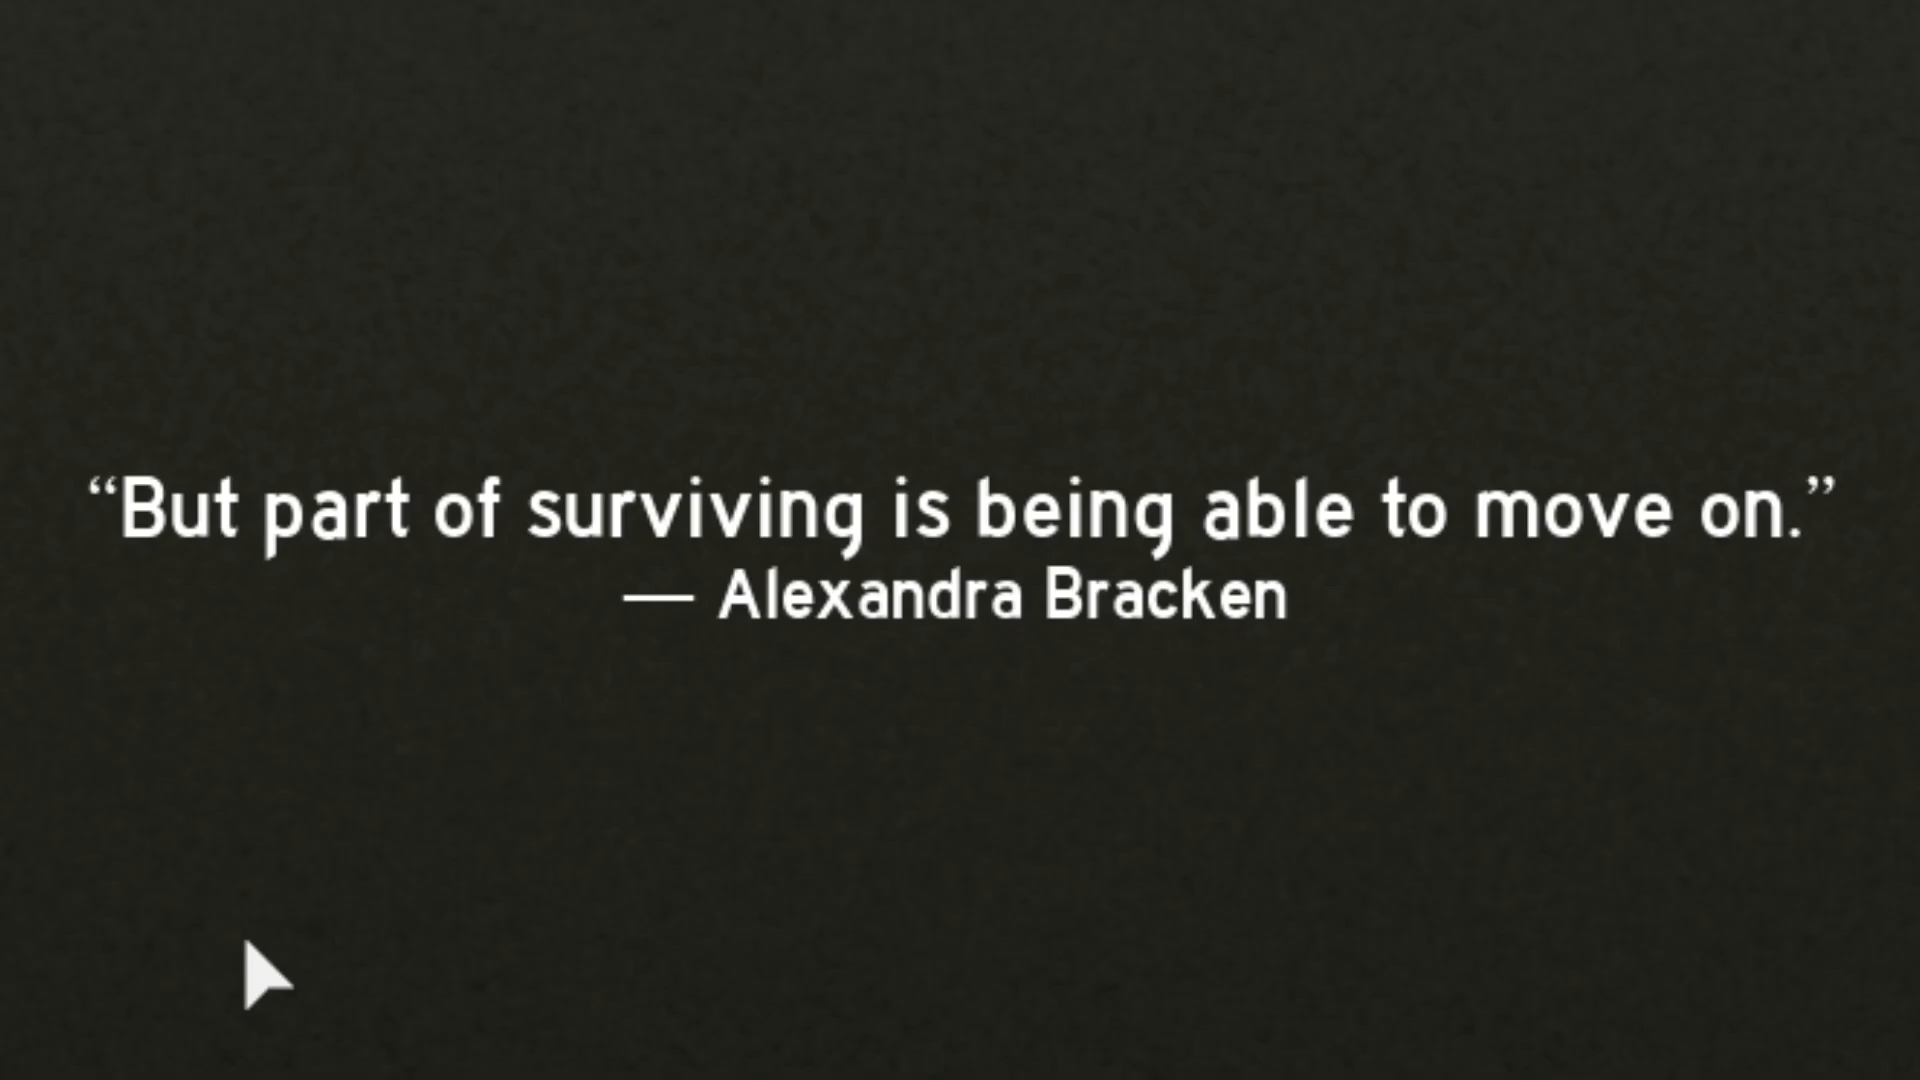 “But part of surviving is being able to move on.”
— Alexandra Bracken